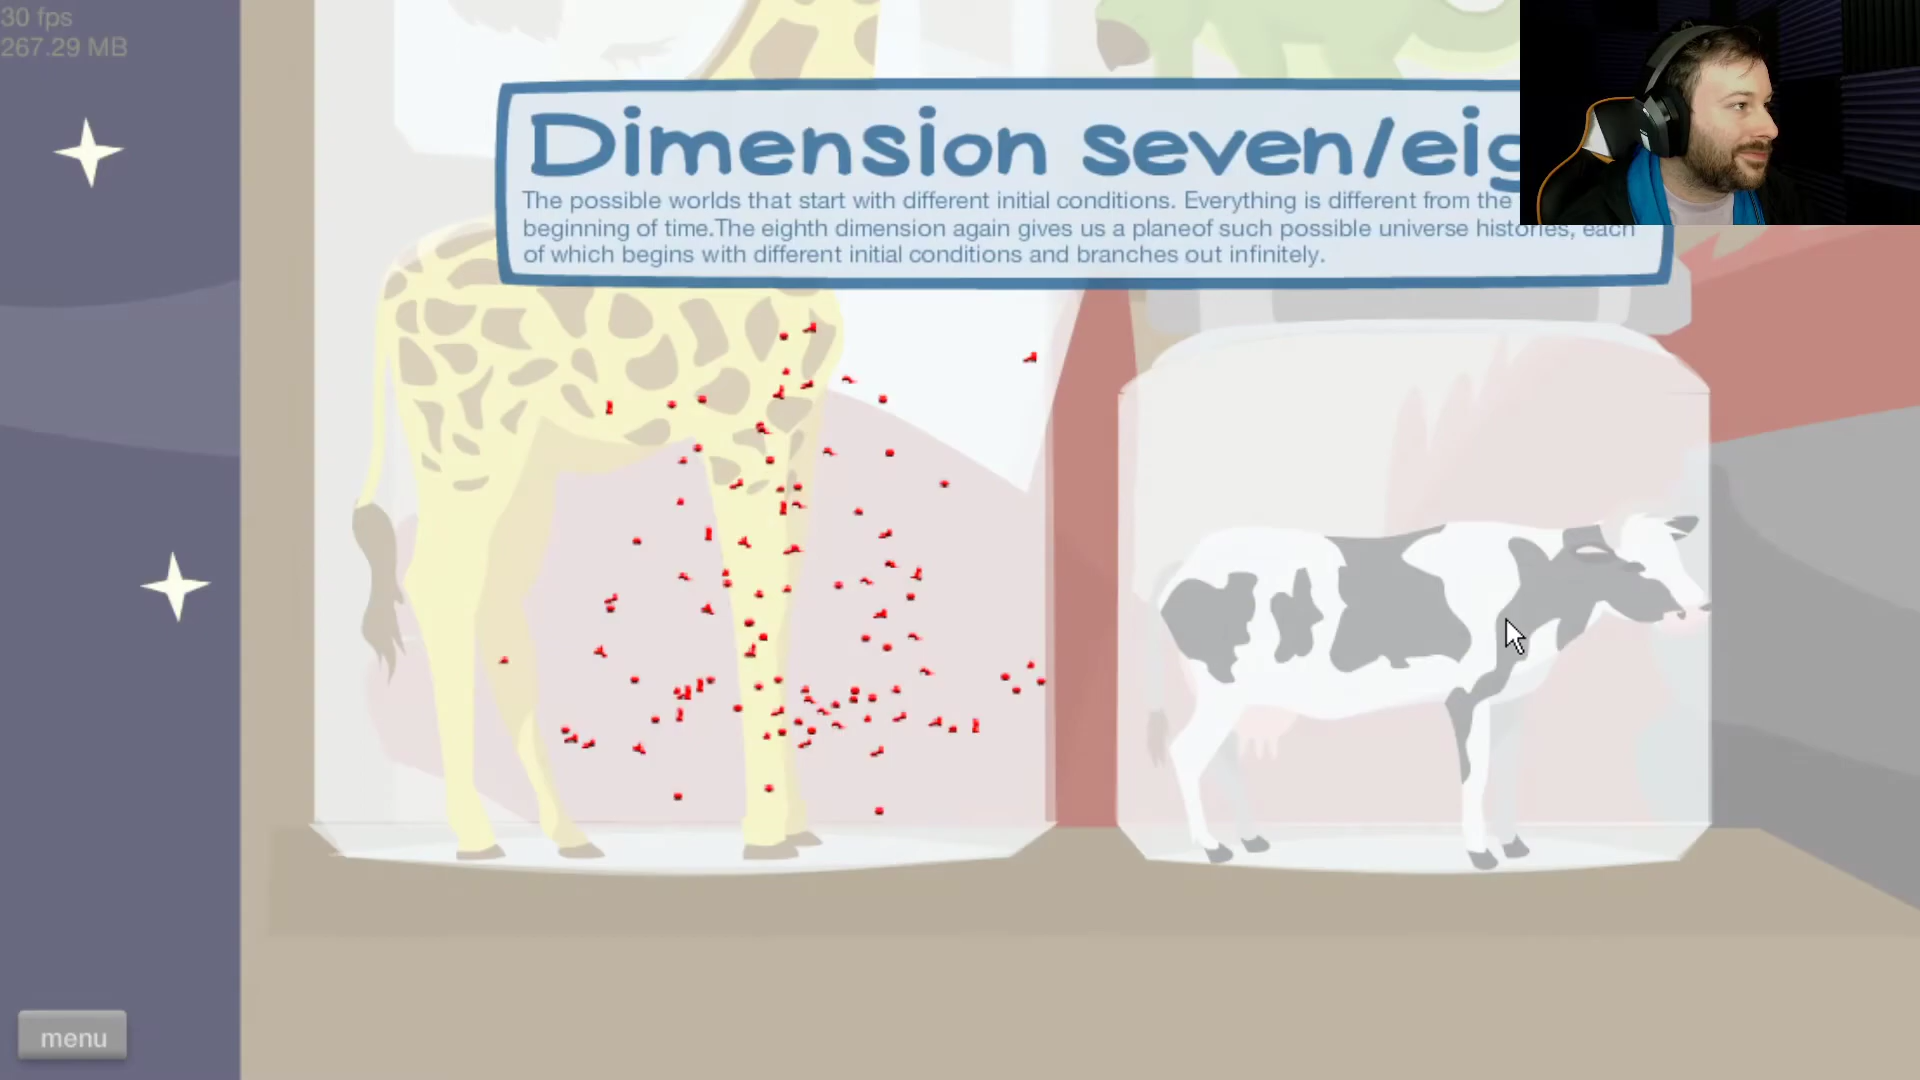 30 fps
267.29 MB
Dimension seven/eig
The possible worlds that start with different initial conditions. Everything is different from the
beginning of time.The eighth dimension again gives us a planeof such possible universe histories, each
of which begins with different initial conditions and branches out infinitely.
menu